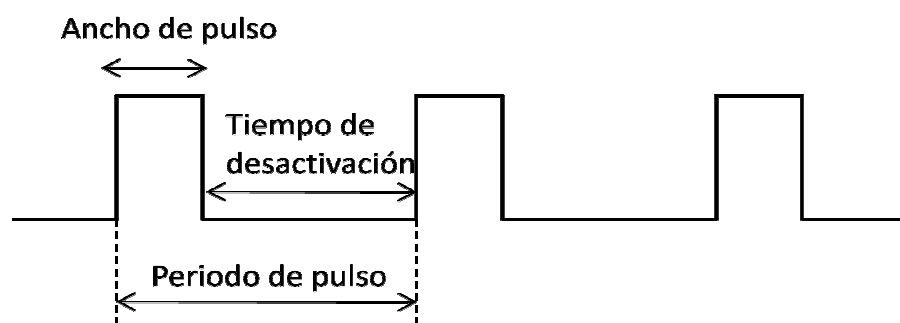 Ancho de pulso
Tiempo de
desactivación
Periodo de pulso